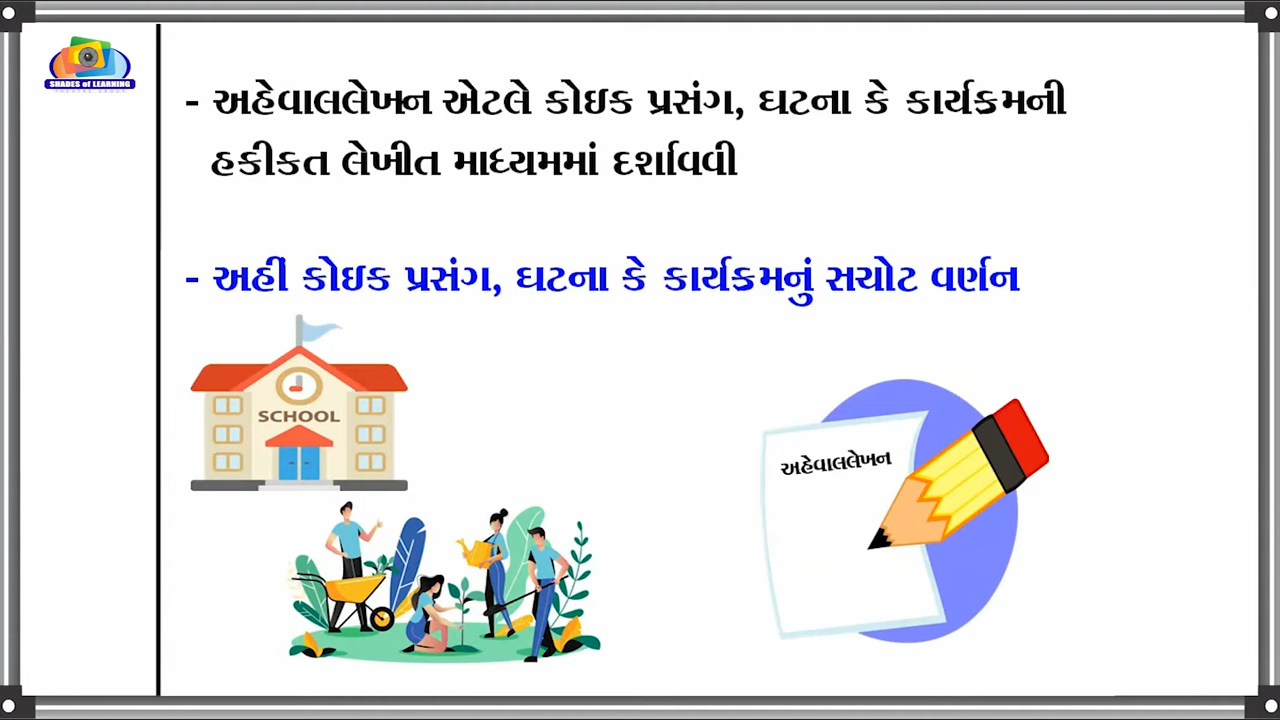 SHADES of LEARNING
- અહેવાલલેખન એટલે કોઇક પ્રસંગ, ઘટના કે કાર્યક્રમની
હકીકત લેખીત માધ્યમમાં દર્શાવવી
- અહીં કોઇક પ્રસંગ, ઘટના કે કાર્યક્રમનું સચોટ વર્ણન
SCHOOL
અહેવાલલેખન